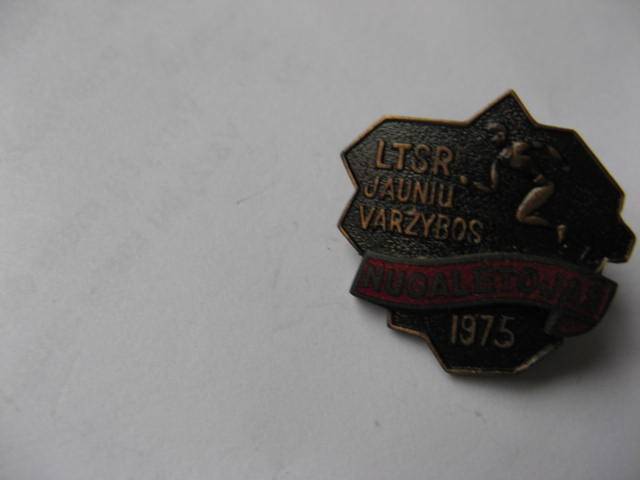 LTSR
JAUNIŲ
VARŽYBOS
NUGALĖTOJAS
1975